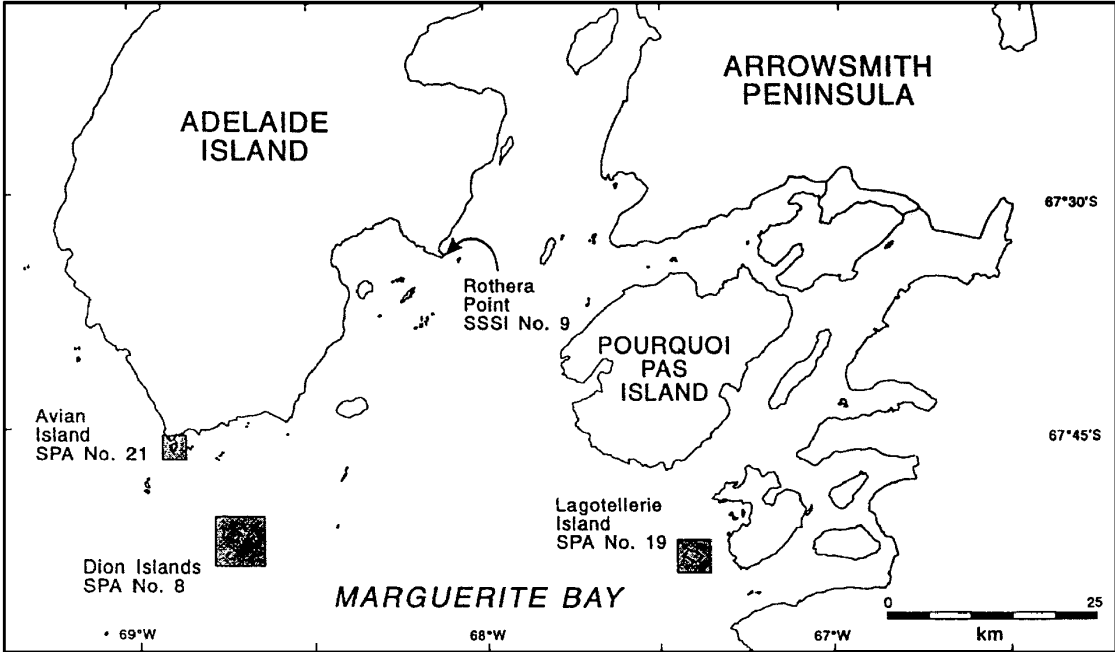 ADELAIDE
ISLAND
ARROWSMITH
PENINSULA
67°30'S
Rothera
Point
SSSI No. 9
POURQUOI
PAS
ISLAND
Avian
Island
SPA No. 21
67°45'S
Lagotellerie
Island
SPA No. 19
Dion Islands
SPA No. 8
MARGUERITE BAY
0 25
km
69°W
68°W
67°W